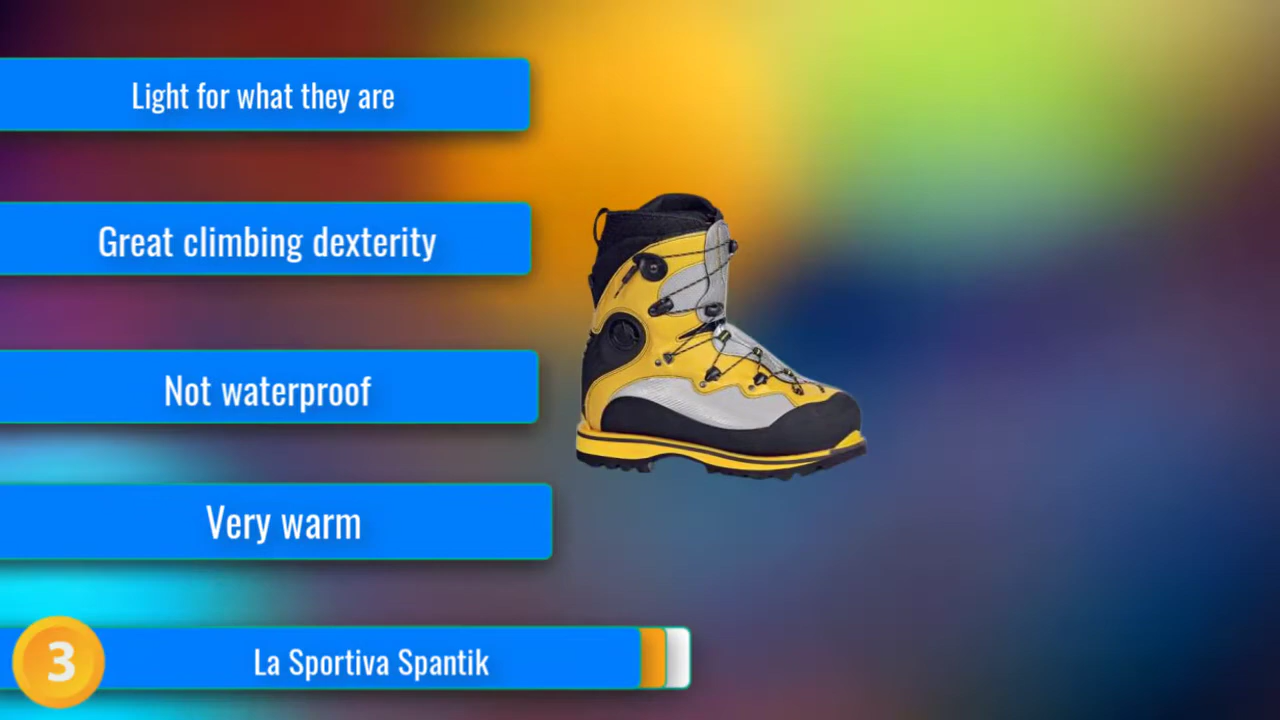 Light for what they are
Great climbing dexterity
Not waterproof
Very warm
3
La Sportiva Spantik